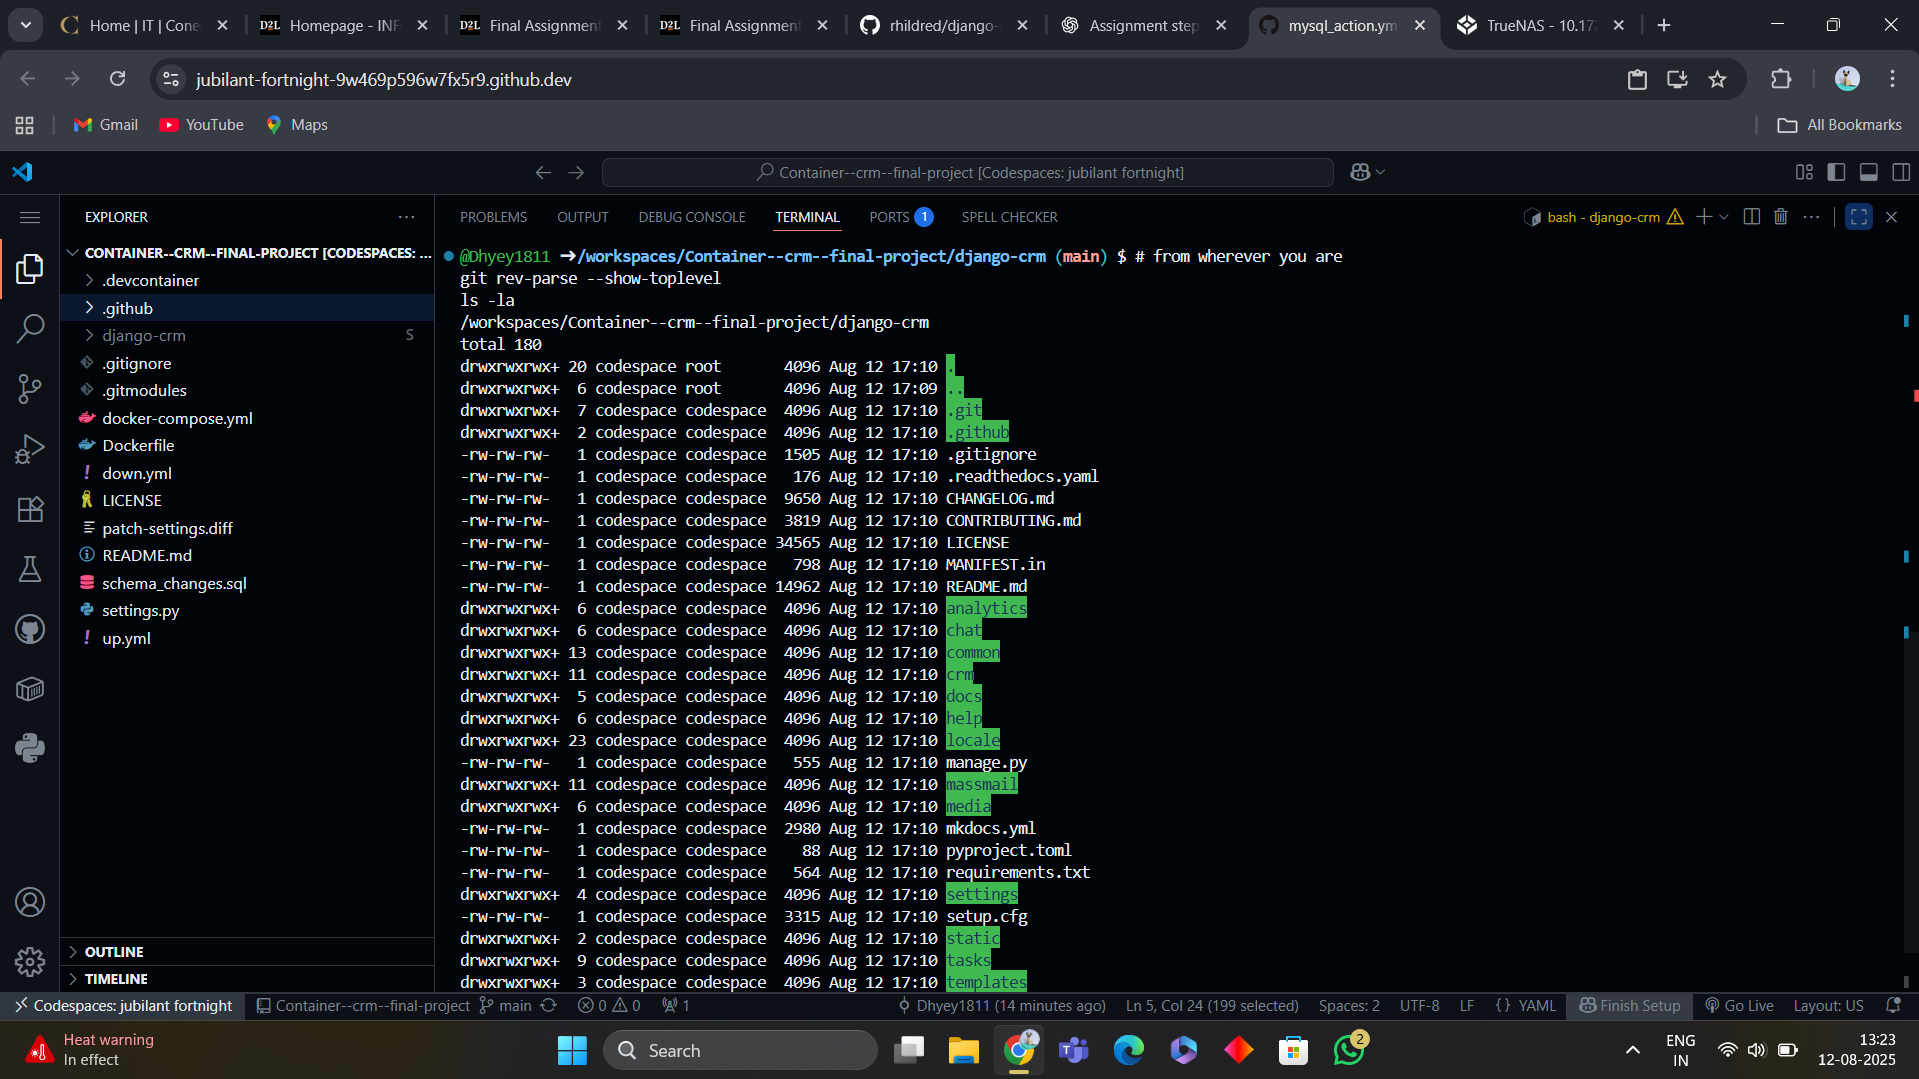 Home | IT | Cone
D2L Homepage - INF
D2L Final Assignment
D2L Final Assignment
rhildred/django-
Assignment step
mysql_action.ym
TrueNAS - 10.172
jubilant-fortnight-9w469p596w7fx5r9.github.dev
Gmail
YouTube
Maps
All Bookmarks
Container--crm--final-project [Codespaces: jubilant fortnight]
EXPLORER
CONTAINER--CRM--FINAL-PROJECT [CODESPACES: ...
.devcontainer
.github
django-crm S
.gitignore
.gitmodules
docker-compose.yml
Dockerfile
! down.yml
LICENSE
patch-settings.diff
README.md
schema_changes.sql
settings.py
! up.yml
OUTLINE
TIMELINE
PROBLEMS OUTPUT DEBUG CONSOLE TERMINAL PORTS 1 SPELL CHECKER
bash - django-crm
@Dhyey1811 ➜/workspaces/Container--crm--final-project/django-crm (main) $ # from wherever you are
git rev-parse --show-toplevel
ls -la
/workspaces/Container--crm--final-project/django-crm
total 180
drwxrwxrwx+ 20 codespace root 4096 Aug 12 17:10 .
drwxrwxrwx+ 6 codespace root 4096 Aug 12 17:09 ..
drwxrwxrwx+ 7 codespace codespace 4096 Aug 12 17:10 .git
drwxrwxrwx+ 2 codespace codespace 4096 Aug 12 17:10 .github
-rw-rw-rw- 1 codespace codespace 1505 Aug 12 17:10 .gitignore
-rw-rw-rw- 1 codespace codespace 176 Aug 12 17:10 .readthedocs.yaml
-rw-rw-rw- 1 codespace codespace 9650 Aug 12 17:10 CHANGELOG.md
-rw-rw-rw- 1 codespace codespace 3819 Aug 12 17:10 CONTRIBUTING.md
-rw-rw-rw- 1 codespace codespace 34565 Aug 12 17:10 LICENSE
-rw-rw-rw- 1 codespace codespace 798 Aug 12 17:10 MANIFEST.in
-rw-rw-rw- 1 codespace codespace 14962 Aug 12 17:10 README.md
drwxrwxrwx+ 6 codespace codespace 4096 Aug 12 17:10 analytics
drwxrwxrwx+ 6 codespace codespace 4096 Aug 12 17:10 chat
drwxrwxrwx+ 13 codespace codespace 4096 Aug 12 17:10 common
drwxrwxrwx+ 11 codespace codespace 4096 Aug 12 17:10 crm
drwxrwxrwx+ 5 codespace codespace 4096 Aug 12 17:10 docs
drwxrwxrwx+ 6 codespace codespace 4096 Aug 12 17:10 help
drwxrwxrwx+ 23 codespace codespace 4096 Aug 12 17:10 locale
-rw-rw-rw- 1 codespace codespace 555 Aug 12 17:10 manage.py
drwxrwxrwx+ 11 codespace codespace 4096 Aug 12 17:10 massmail
drwxrwxrwx+ 6 codespace codespace 4096 Aug 12 17:10 media
-rw-rw-rw- 1 codespace codespace 2980 Aug 12 17:10 mkdocs.yml
-rw-rw-rw- 1 codespace codespace 88 Aug 12 17:10 pyproject.toml
-rw-rw-rw- 1 codespace codespace 564 Aug 12 17:10 requirements.txt
drwxrwxrwx+ 4 codespace codespace 4096 Aug 12 17:10 settings
-rw-rw-rw- 1 codespace codespace 3315 Aug 12 17:10 setup.cfg
drwxrwxrwx+ 2 codespace codespace 4096 Aug 12 17:10 static
drwxrwxrwx+ 9 codespace codespace 4096 Aug 12 17:10 tasks
drwxrwxrwx+ 3 codespace codespace 4096 Aug 12 17:10 templates
Codespaces: jubilant fortnight Container--crm--final-project main 0 0 1 Dhyey1811 (14 minutes ago) Ln 5, Col 24 (199 selected) Spaces: 2 UTF-8 LF {} YAML Finish Setup Go Live Layout: US
Heat warning
In effect
Search
2
ENG
IN
13:23
12-08-2025